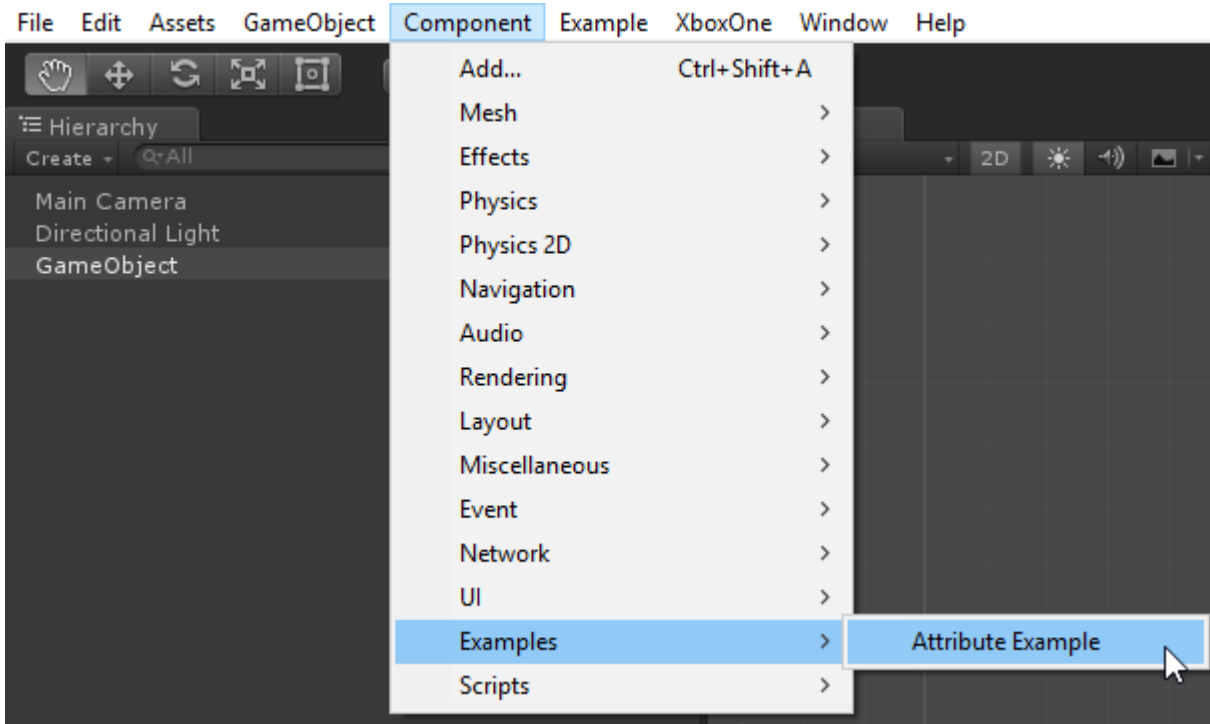 File Edit Assets GameObject Component Example XboxOne Window Help
Add... Ctrl+Shift+A
Mesh
Effects
Physics
Physics 2D
Navigation
Audio
Rendering
Layout
Miscellaneous
Event
Network
UI
Examples
Scripts
Attribute Example
Hierarchy
Create All
Main Camera
Directional Light
GameObject
2D